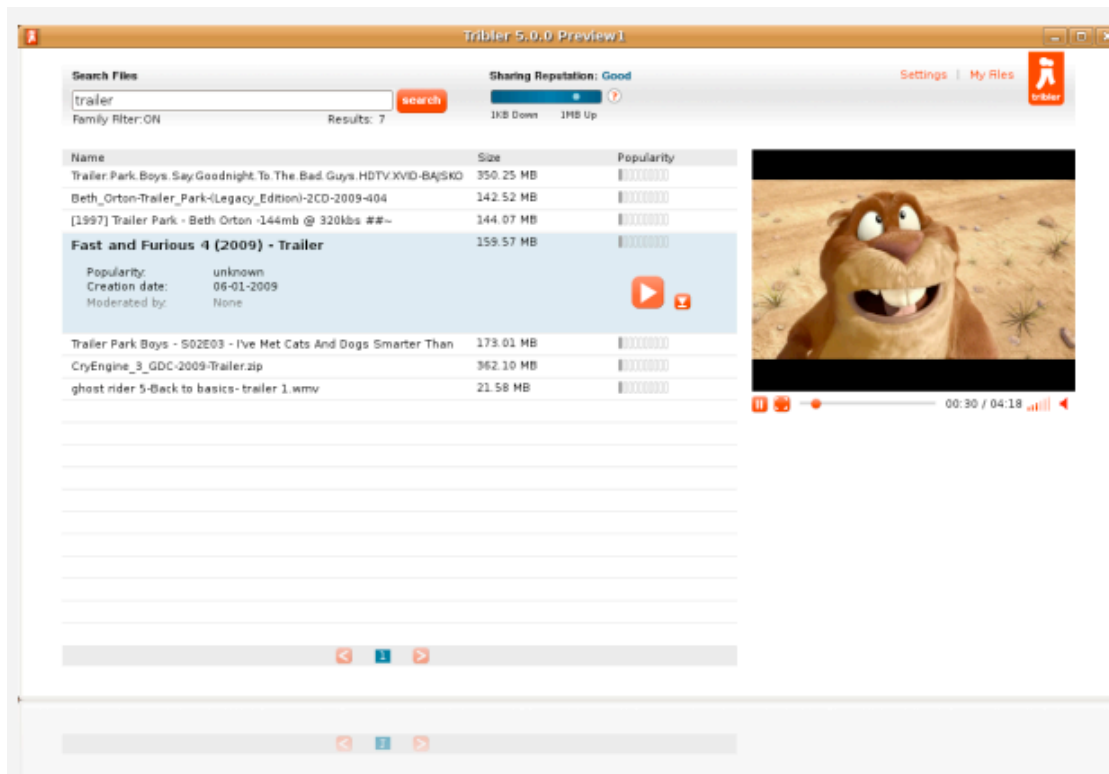 Tribler 5.0.0 Preview1
Search Files
Sharing Reputation: Good
Settings | My Files
tribler
trailer
search
?
Family Filter:ON
Results: 7
1KB Down
1MB Up
Name Size Popularity
Trailer.Park.Boys.Say.Goodnight.To.The.Bad.Guys.HDTV.XVID-BAJSKO 350.25 MB
Beth_Orton-Trailer_Park-(Legacy_Edition)-2CD-2009-404 142.52 MB
[1997] Trailer Park - Beth Orton -144mb @ 320kbs ##~ 144.07 MB
Fast and Furious 4 (2009) - Trailer 159.57 MB
Popularity: unknown
Creation date: 06-01-2009
Moderated by: None
Trailer Park Boys - S02E03 - I've Met Cats And Dogs Smarter Than 173.01 MB
CryEngine_3_GDC-2009-Trailer.zip 362.10 MB
ghost rider 5-Back to basics- trailer 1.wmv 21.58 MB
00:30 / 04:18
< 1 >